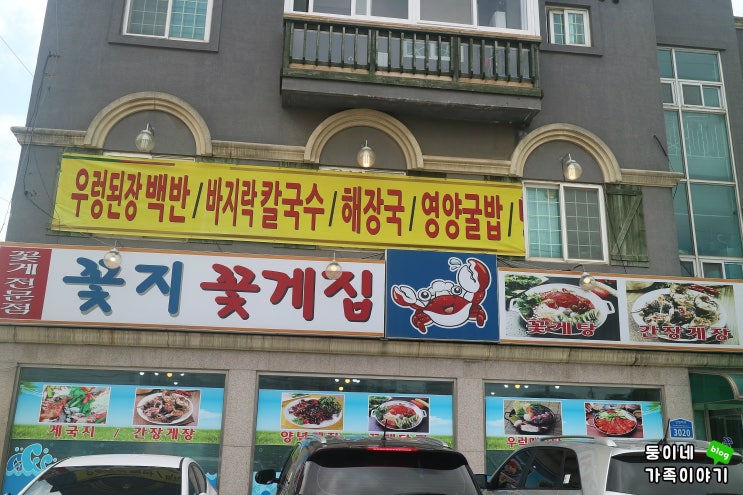 우렁된장백반 / 바지락칼국수 / 해장국 / 영양굴밥 /
꽃게전문점
꽃지 꽃게집
꽃게탕
간장게장
게국지 / 간장게장
3020
둥이네 blog
가족이야기